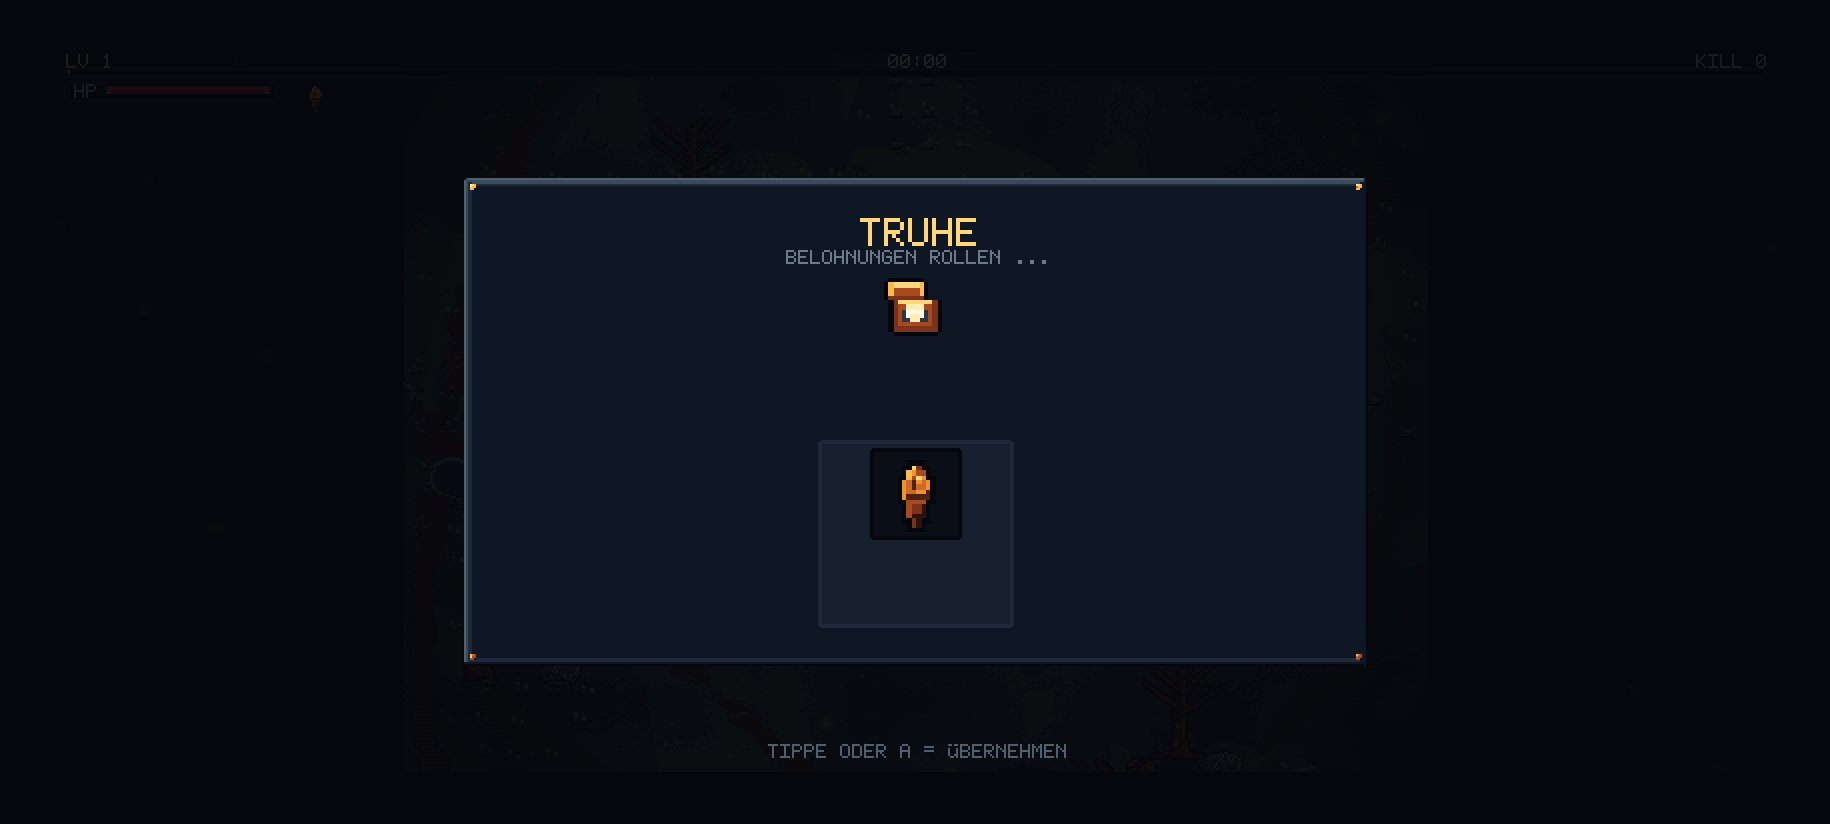 LV 1
00:00
KILL 0
HP
TRUHE
BELOHNUNGEN ROLLEN ...
TIPPE ODER A = üBERNEHMEN